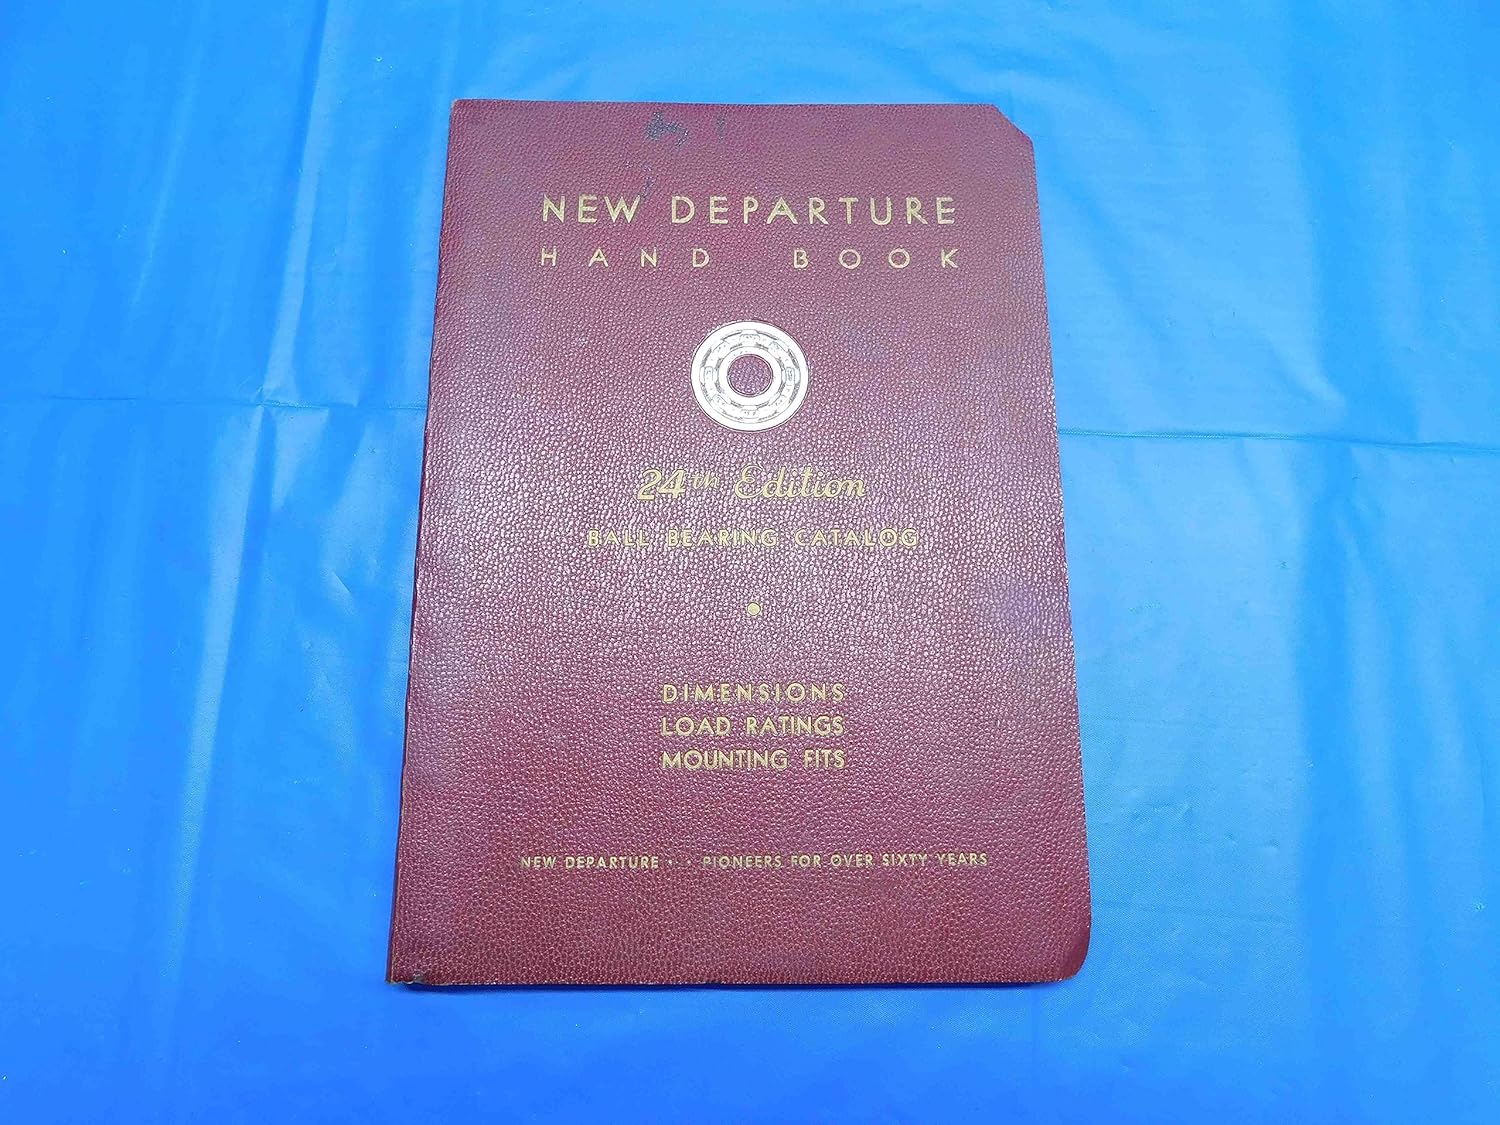 NEW DEPARTURE
HAND BOOK
24th Edition
BALL BEARING CATALOG
DIMENSIONS
LOAD RATINGS
MOUNTING FITS
NEW DEPARTURE • • PIONEERS FOR OVER SIXTY YEARS